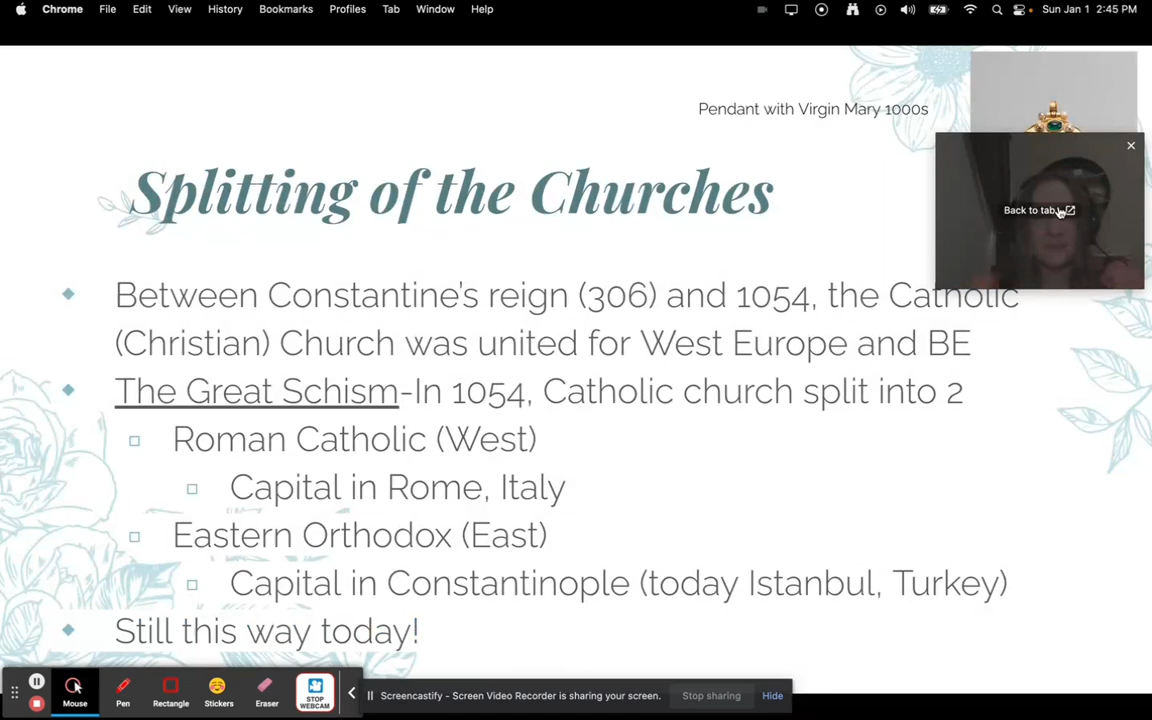 Chrome File Edit View History Bookmarks Profiles Tab Window Help Sun Jan 1 2:45 PM
Pendant with Virgin Mary 1000s
Splitting of the Churches
Back to tab
Between Constantine's reign (306) and 1054, the Catholic
(Christian) Church was united for West Europe and BE
The Great Schism-In 1054, Catholic church split into 2
Roman Catholic (West)
Capital in Rome, Italy
Eastern Orthodox (East)
Capital in Constantinople (today Istanbul, Turkey)
Still this way today!
Mouse Pen Rectangle Stickers Eraser STOP WEBCAM
Screencastify - Screen Video Recorder is sharing your screen. Stop sharing Hide